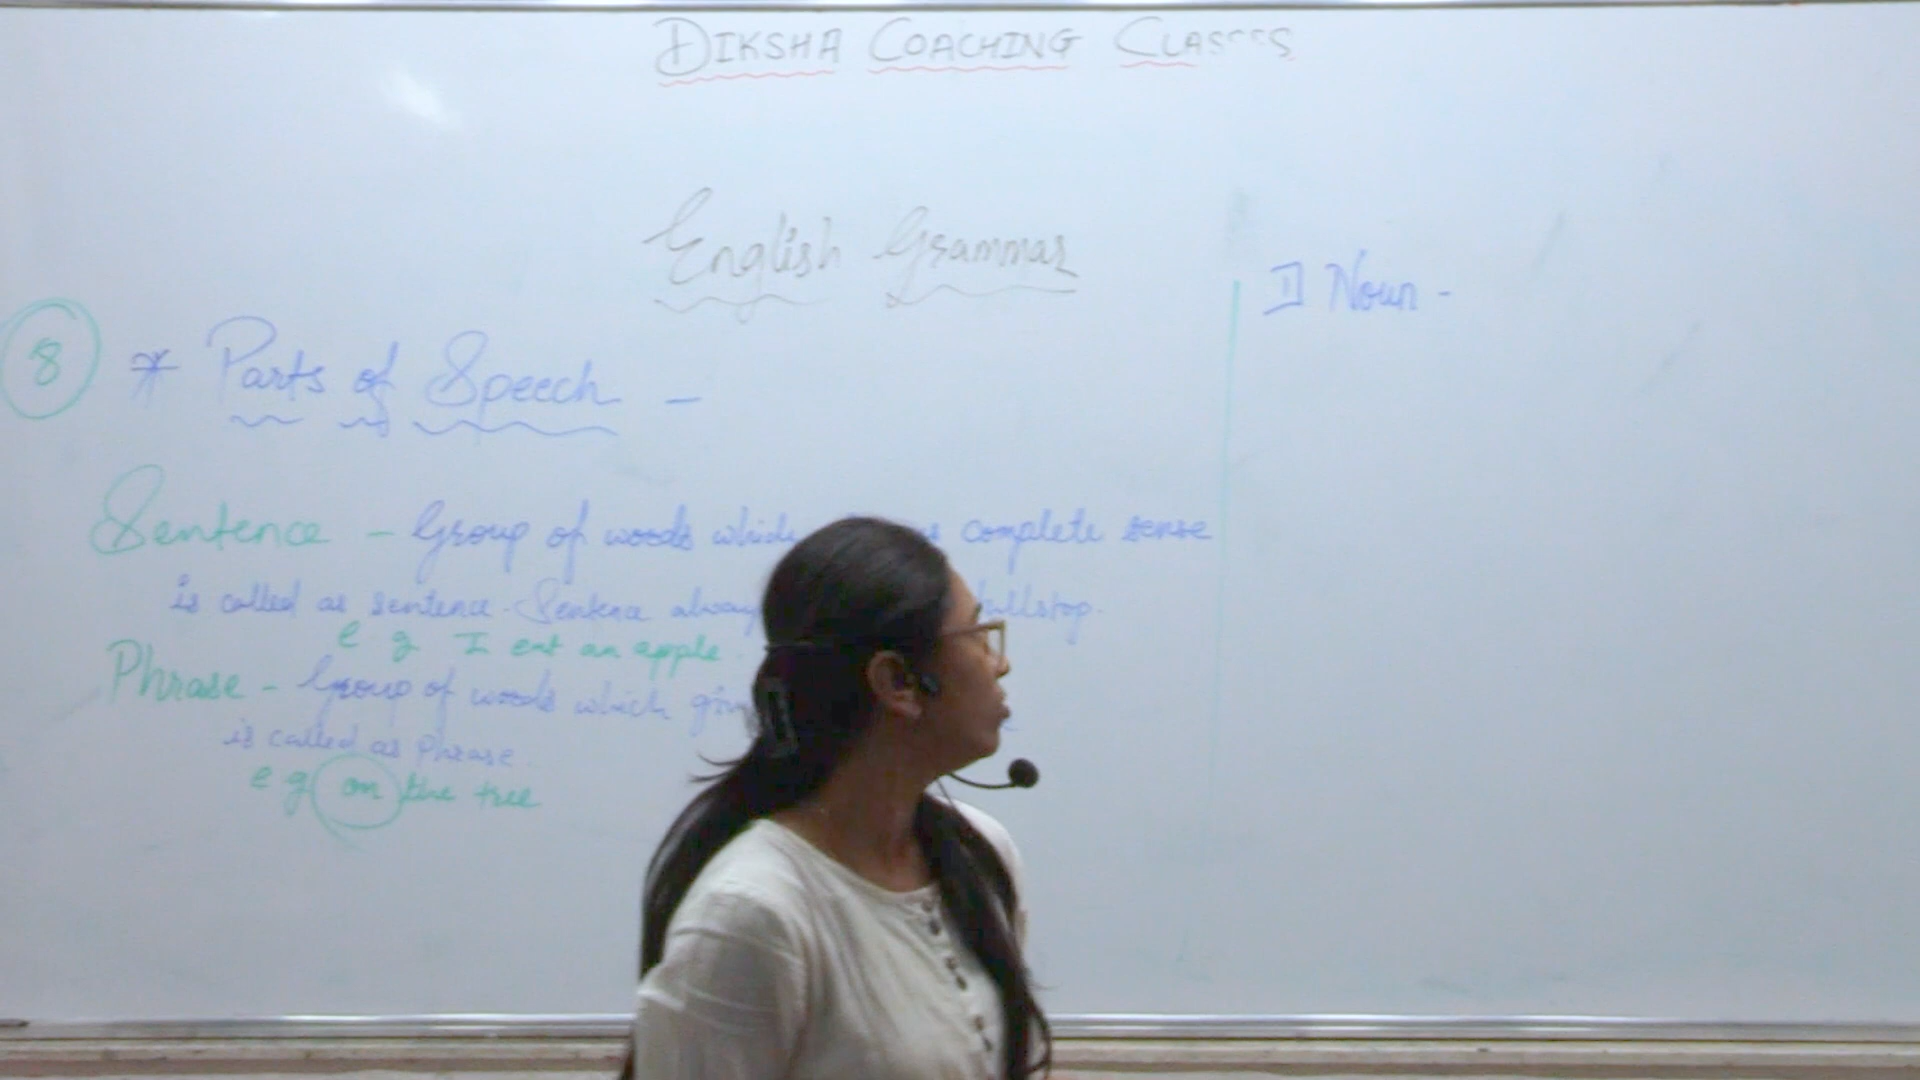 DIKSHA COACHING CLASSES
English Grammar
8 * Parts of Speech -
Sentence - Group of words which complete sense
is called as sentence. Sentence always fullstop.
e g I eat an apple.
Phrase - Group of words which
is called as Phrase.
e g on the tree
1] Noun -